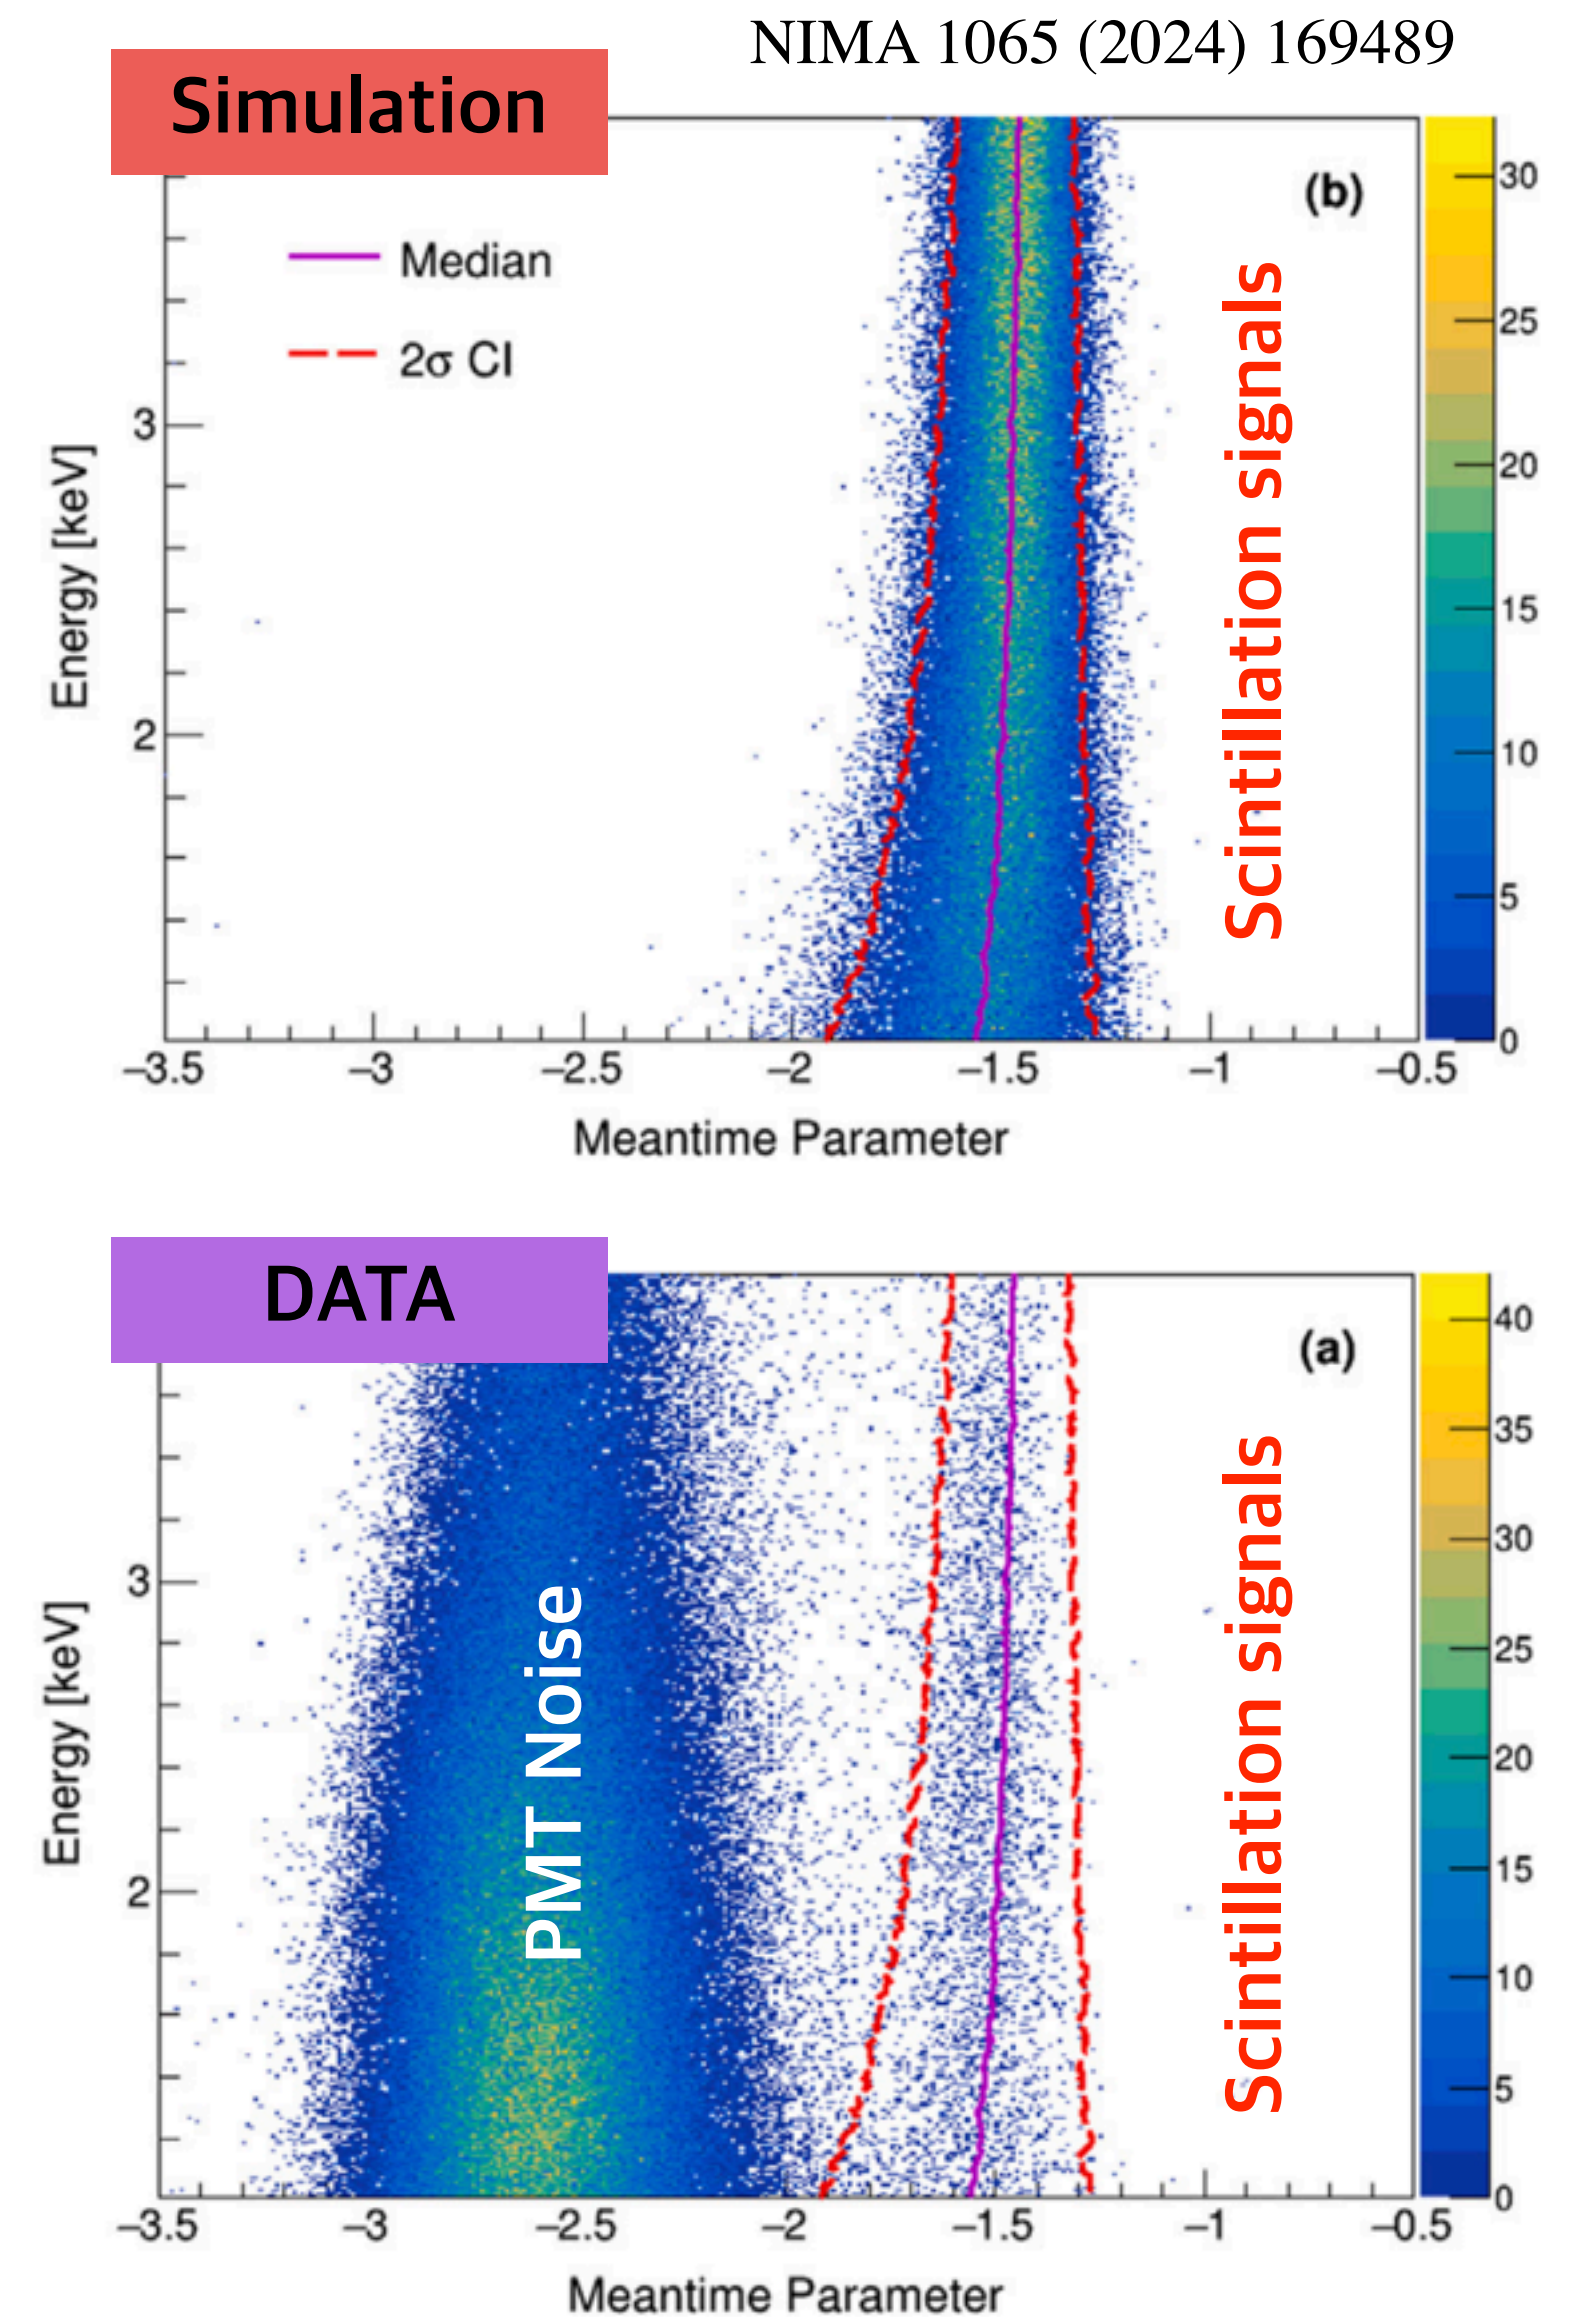 NIMA 1065 (2024) 169489
Simulation
(b)
Median
2σ CI
Scintillation signals
Energy [keV]
3
2
30
25
20
15
10
5
0
−3.5 −3 −2.5 −2 −1.5 −1 −0.5
Meantime Parameter
DATA
(a)
PMT Noise
Scintillation signals
Energy [keV]
3
2
40
35
30
25
20
15
10
5
0
−3.5 −3 −2.5 −2 −1.5 −1 −0.5
Meantime Parameter